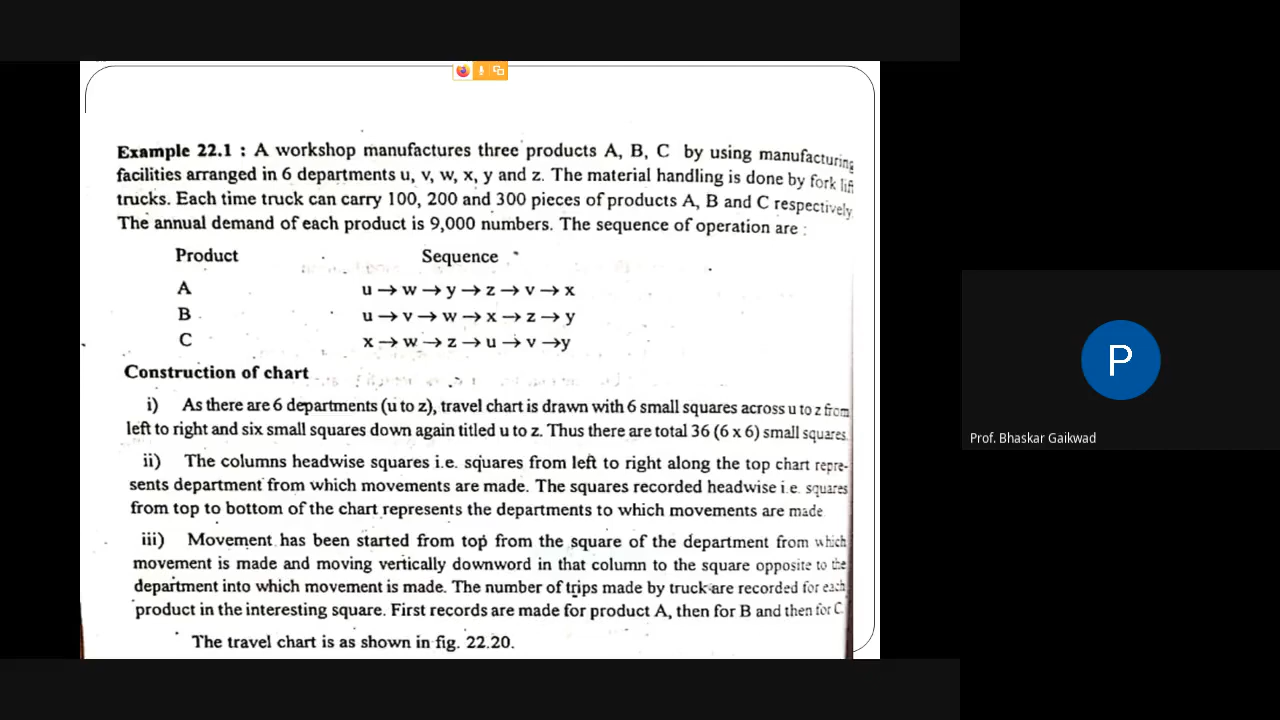 Example 22.1 : A workshop manufactures three products A, B, C by using manufacturing
facilities arranged in 6 departments u, v, w, x, y and z. The material handling is done by fork lift
trucks. Each time truck can carry 100, 200 and 300 pieces of products A, B and C respectively.
The annual demand of each product is 9,000 numbers. The sequence of operation are :
Product Sequence
A u → w → y → z → v → x
B u → v → w → x → z → y
C x → w → z → u → v → y
Construction of chart
i) As there are 6 departments (u to z), travel chart is drawn with 6 small squares across u to z from
left to right and six small squares down again titled u to z. Thus there are total 36 (6 x 6) small squares.
ii) The columns headwise squares i.e. squares from left to right along the top chart repre-
sents department from which movements are made. The squares recorded headwise i.e. squares
from top to bottom of the chart represents the departments to which movements are made
iii) Movement has been started from top from the square of the department from which
movement is made and moving vertically downword in that column to the square opposite to the
department into which movement is made. The number of trips made by truck are recorded for each
product in the interesting square. First records are made for product A, then for B and then for C.
The travel chart is as shown in fig. 22.20.
P
Prof. Bhaskar Gaikwad